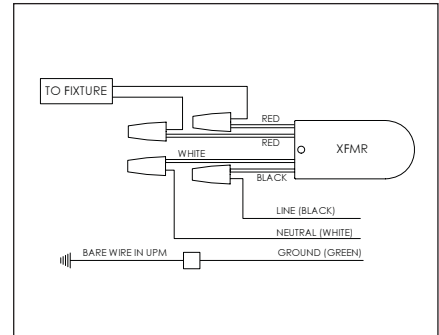 TO FIXTURE
RED
RED
XFMR
WHITE
BLACK
LINE (BLACK)
NEUTRAL (WHITE)
BARE WIRE IN UPM
GROUND (GREEN)